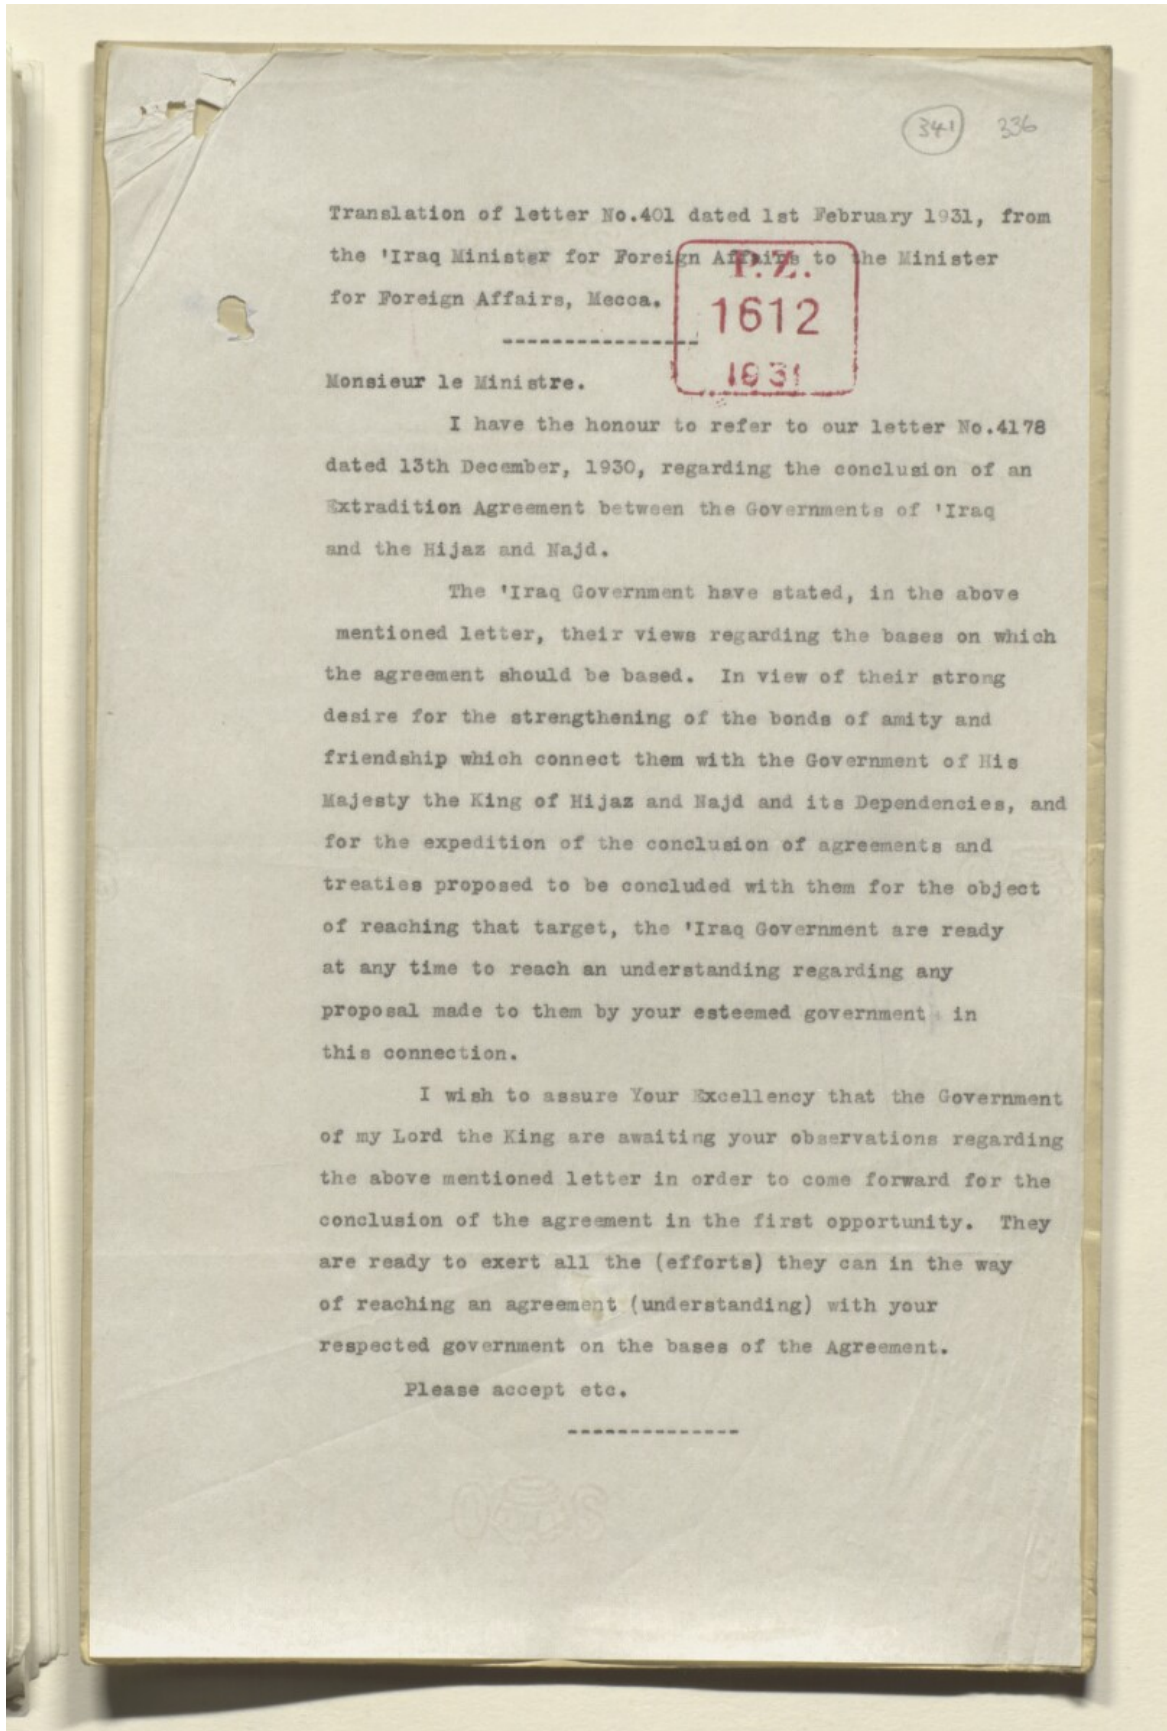 341 336
Translation of letter No.401 dated 1st February 1931, from
the 'Iraq Minister for Foreign Affairs to the Minister
for Foreign Affairs, Mecca.
P.Z.
1612
1931
---------------
Monsieur le Ministre.
I have the honour to refer to our letter No.4178
dated 13th December, 1930, regarding the conclusion of an
Extradition Agreement between the Governments of 'Iraq
and the Hijaz and Najd.
The 'Iraq Government have stated, in the above
mentioned letter, their views regarding the bases on which
the agreement should be based. In view of their strong
desire for the strengthening of the bonds of amity and
friendship which connect them with the Government of His
Majesty the King of Hijaz and Najd and its Dependencies, and
for the expedition of the conclusion of agreements and
treaties proposed to be concluded with them for the object
of reaching that target, the 'Iraq Government are ready
at any time to reach an understanding regarding any
proposal made to them by your esteemed government in
this connection.
I wish to assure Your Excellency that the Government
of my Lord the King are awaiting your observations regarding
the above mentioned letter in order to come forward for the
conclusion of the agreement in the first opportunity. They
are ready to exert all the (efforts) they can in the way
of reaching an agreement (understanding) with your
respected government on the bases of the Agreement.
Please accept etc.
--------------